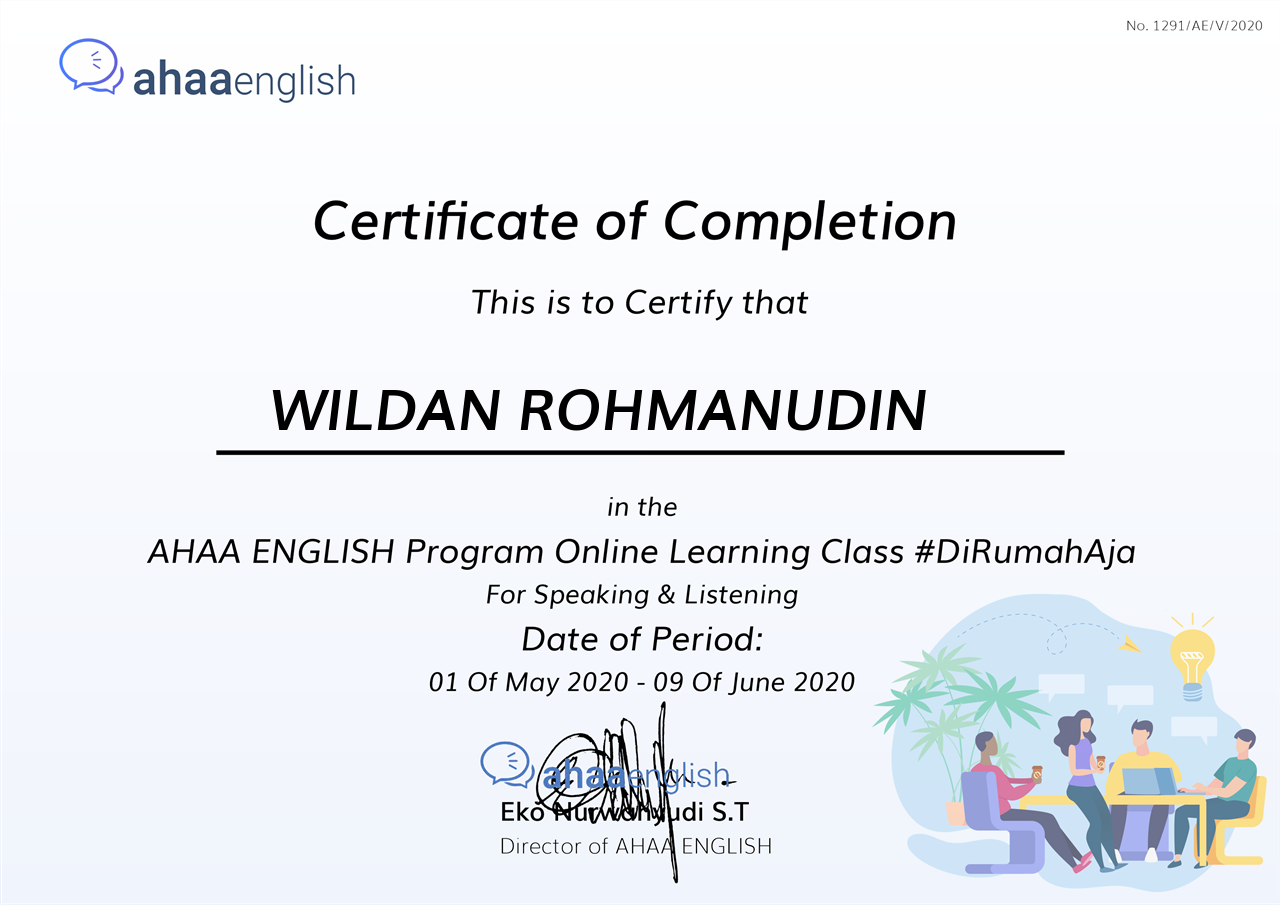 No. 1291/AE/V/2020
ahaaenglish
Certificate of Completion
This is to Certify that
WILDAN ROHMANUDIN
in the
AHAA ENGLISH Program Online Learning Class #DiRumahAja
For Speaking & Listening
Date of Period:
01 Of May 2020 - 09 Of June 2020
ahaaenglish
Eko Nurwahyudi S.T
Director of AHAA ENGLISH